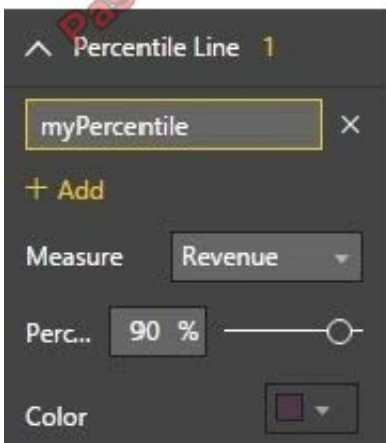 Percentile Line 1
myPercentile
+ Add
Measure Revenue
Perc... 90 %
Color